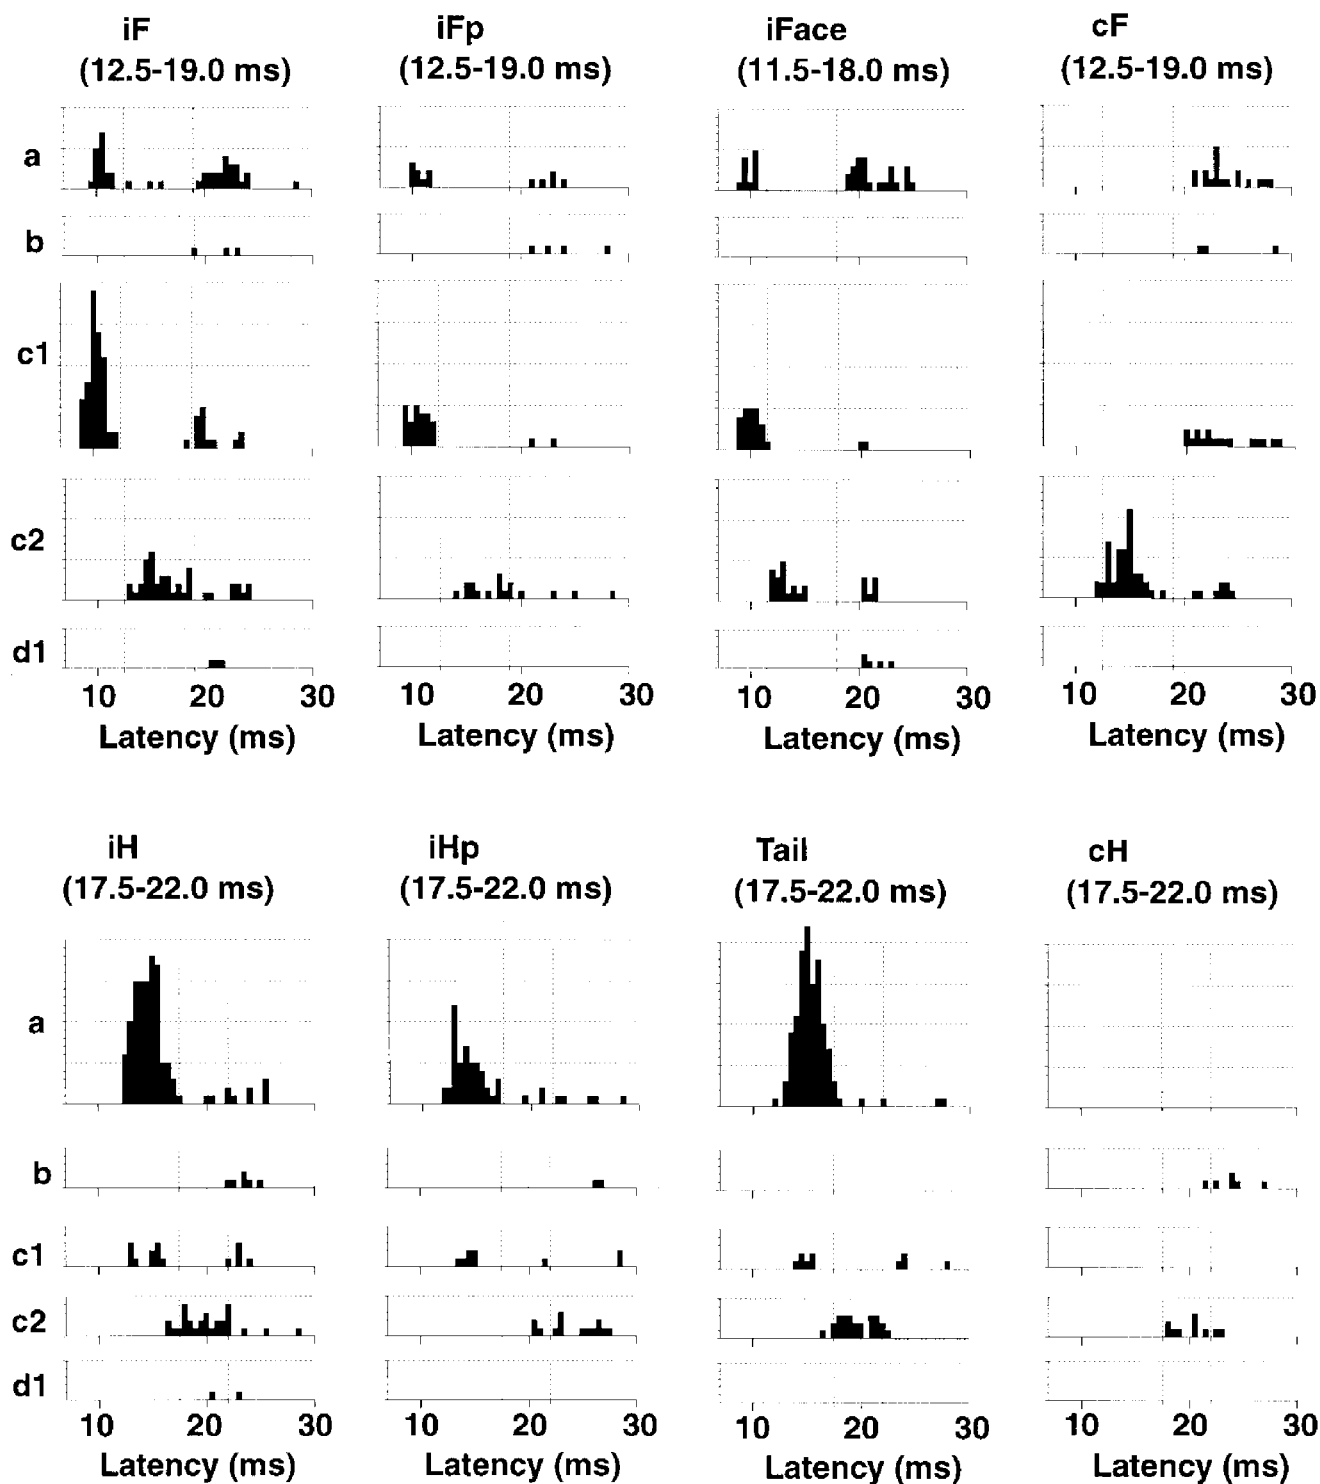 iF iFp iFace cF
(12.5-19.0 ms) (12.5-19.0 ms) (11.5-18.0 ms) (12.5-19.0 ms)
a
b
c1
c2
d1
10 20 30 10 20 30 10 20 30 10 20 30
Latency (ms) Latency (ms) Latency (ms) Latency (ms)
iH iHp Tail cH
(17.5-22.0 ms) (17.5-22.0 ms) (17.5-22.0 ms) (17.5-22.0 ms)
a
b
c1
c2
d1
10 20 30 10 20 30 10 20 30 10 20 30
Latency (ms) Latency (ms) Latency (ms) Latency (ms)